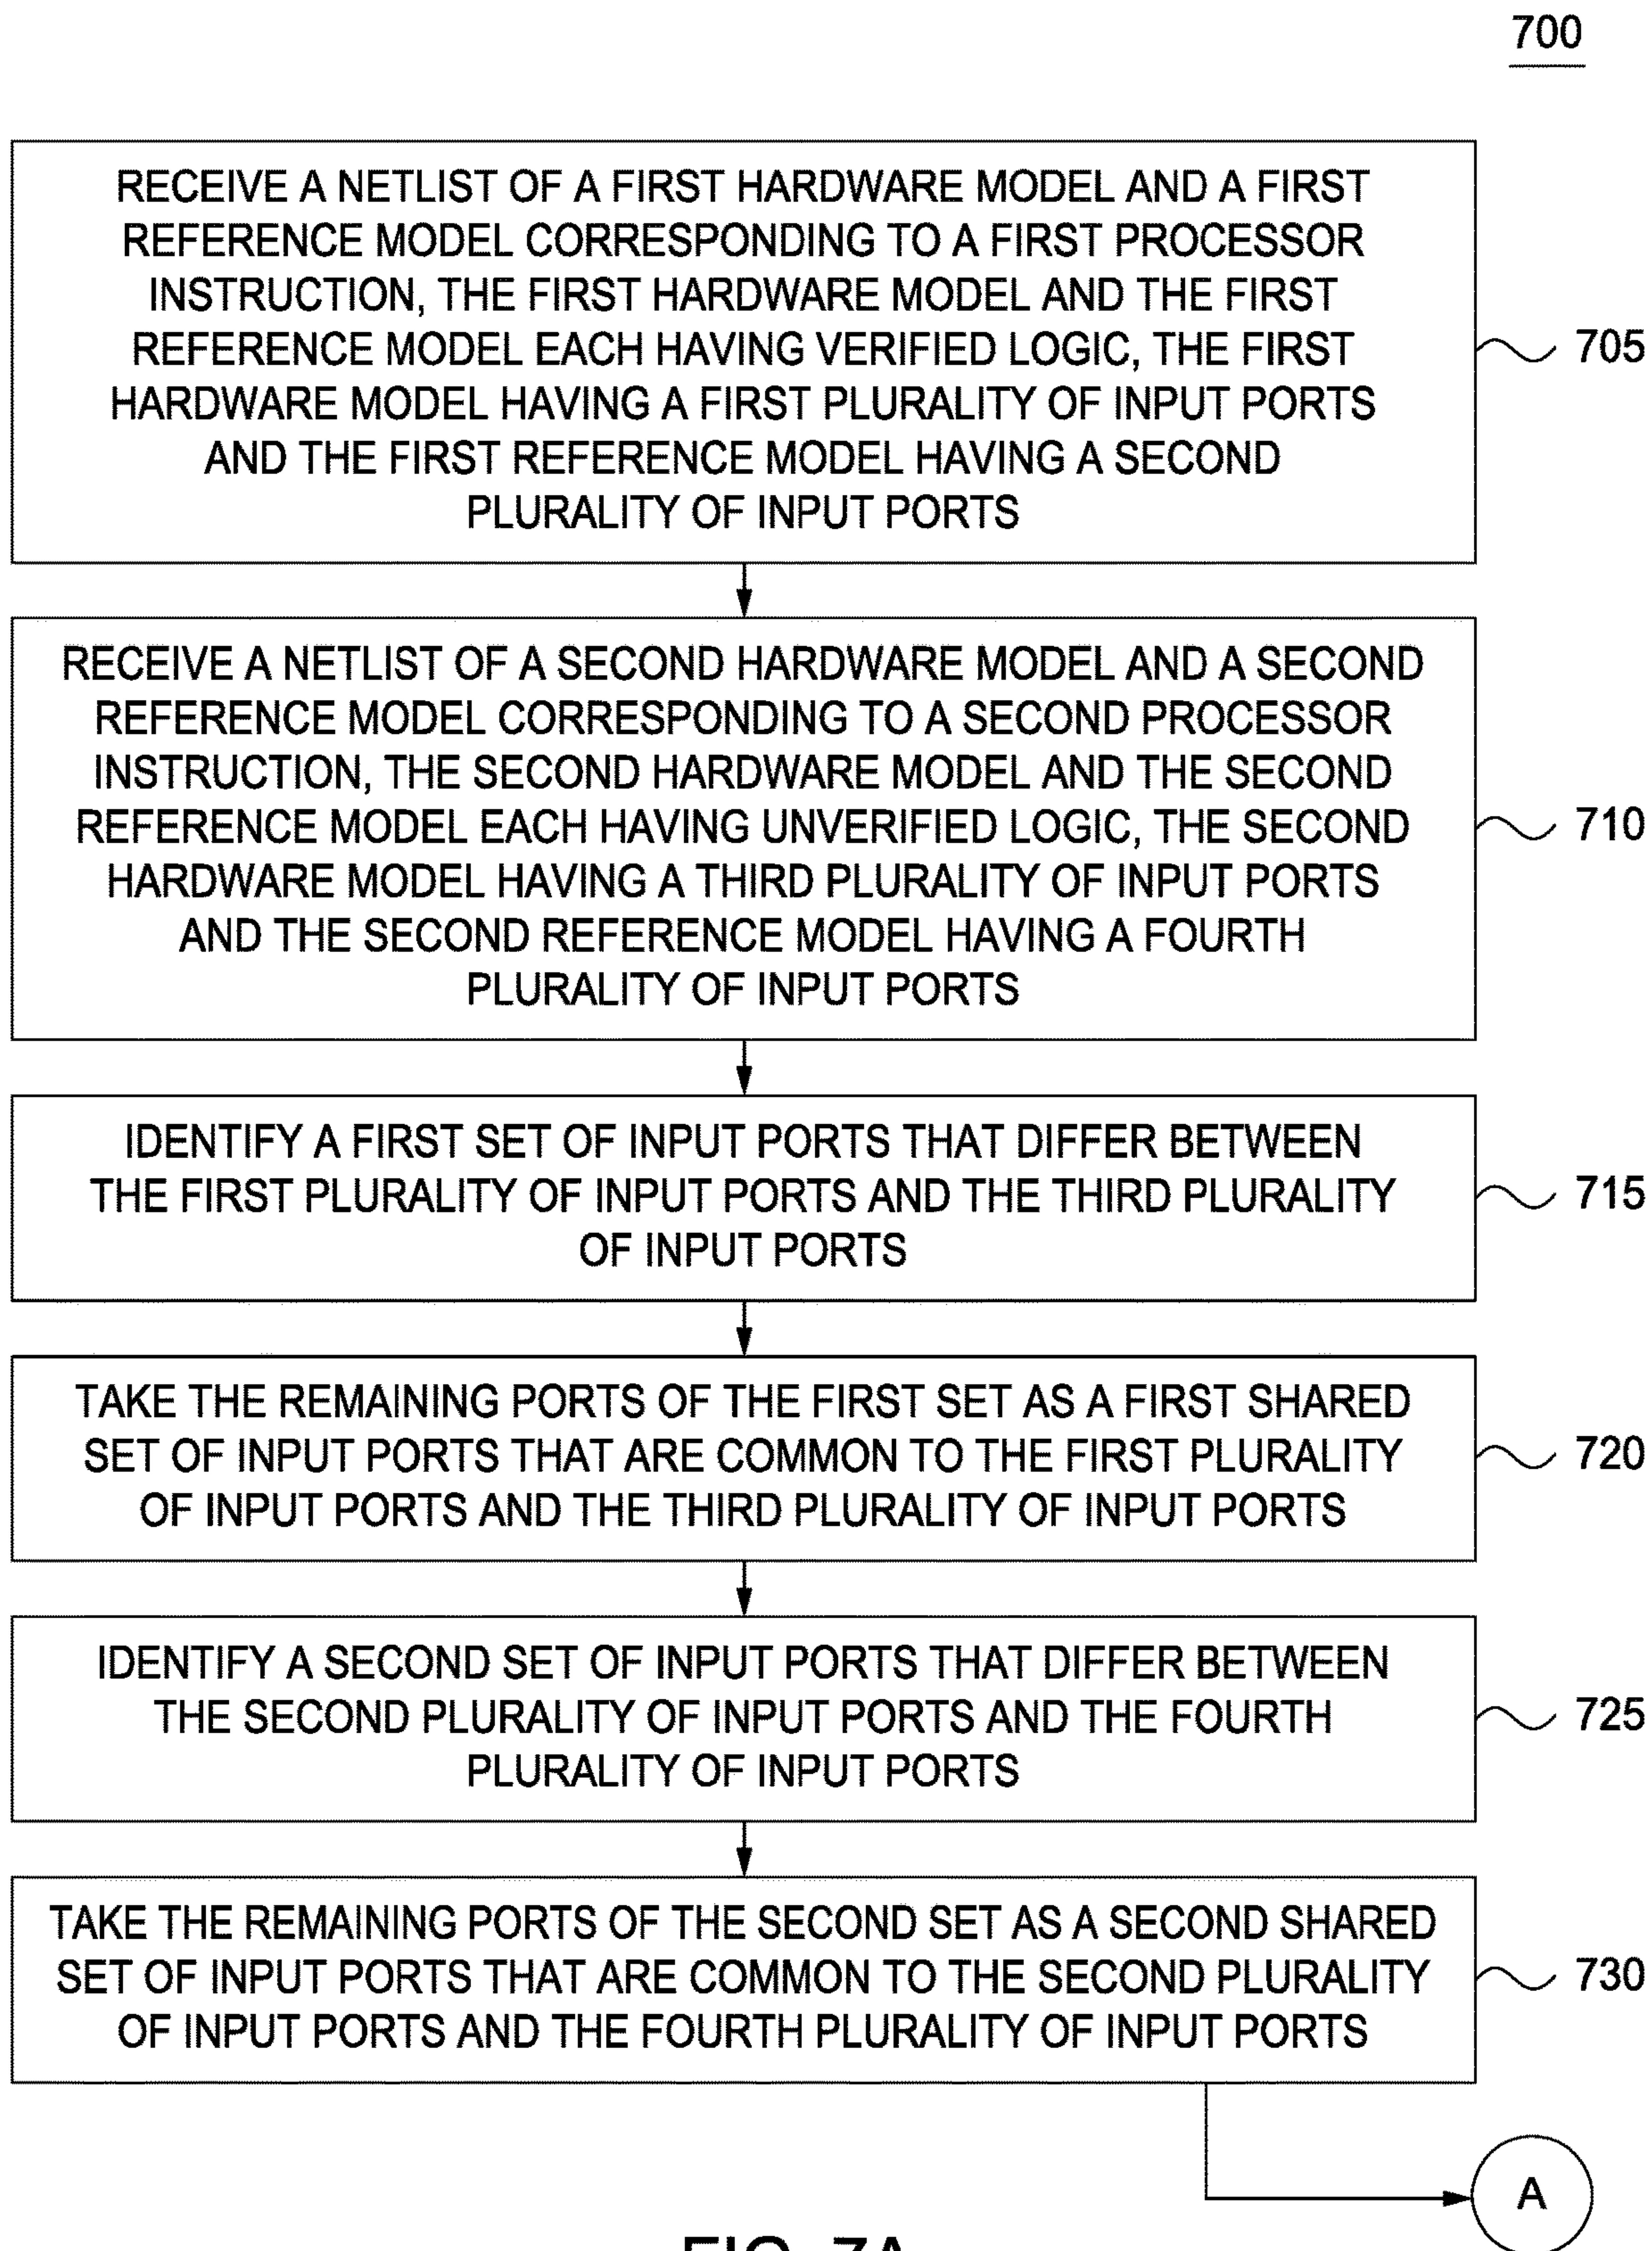 700
RECEIVE A NETLIST OF A FIRST HARDWARE MODEL AND A FIRST
REFERENCE MODEL CORRESPONDING TO A FIRST PROCESSOR
INSTRUCTION, THE FIRST HARDWARE MODEL AND THE FIRST
REFERENCE MODEL EACH HAVING VERIFIED LOGIC, THE FIRST
HARDWARE MODEL HAVING A FIRST PLURALITY OF INPUT PORTS
AND THE FIRST REFERENCE MODEL HAVING A SECOND
PLURALITY OF INPUT PORTS
705
RECEIVE A NETLIST OF A SECOND HARDWARE MODEL AND A SECOND
REFERENCE MODEL CORRESPONDING TO A SECOND PROCESSOR
INSTRUCTION, THE SECOND HARDWARE MODEL AND THE SECOND
REFERENCE MODEL EACH HAVING UNVERIFIED LOGIC, THE SECOND
HARDWARE MODEL HAVING A THIRD PLURALITY OF INPUT PORTS
AND THE SECOND REFERENCE MODEL HAVING A FOURTH
PLURALITY OF INPUT PORTS
710
IDENTIFY A FIRST SET OF INPUT PORTS THAT DIFFER BETWEEN
THE FIRST PLURALITY OF INPUT PORTS AND THE THIRD PLURALITY
OF INPUT PORTS
715
TAKE THE REMAINING PORTS OF THE FIRST SET AS A FIRST SHARED
SET OF INPUT PORTS THAT ARE COMMON TO THE FIRST PLURALITY
OF INPUT PORTS AND THE THIRD PLURALITY OF INPUT PORTS
720
IDENTIFY A SECOND SET OF INPUT PORTS THAT DIFFER BETWEEN
THE SECOND PLURALITY OF INPUT PORTS AND THE FOURTH
PLURALITY OF INPUT PORTS
725
TAKE THE REMAINING PORTS OF THE SECOND SET AS A SECOND SHARED
SET OF INPUT PORTS THAT ARE COMMON TO THE SECOND PLURALITY
OF INPUT PORTS AND THE FOURTH PLURALITY OF INPUT PORTS
730
A
FIG. 7A